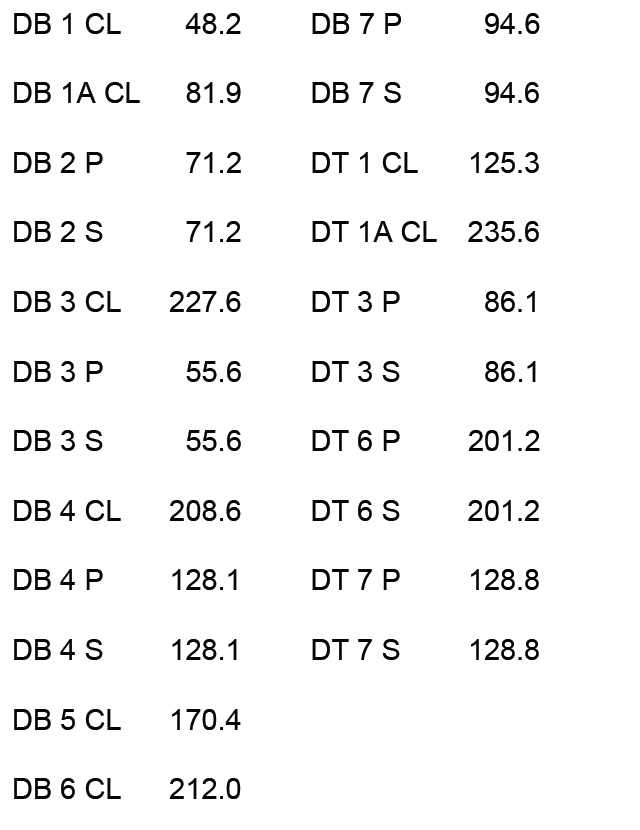 DB 1 CL 48.2
DB 1A CL 81.9
DB 2 P 71.2
DB 2 S 71.2
DB 3 CL 227.6
DB 3 P 55.6
DB 3 S 55.6
DB 4 CL 208.6
DB 4 P 128.1
DB 4 S 128.1
DB 5 CL 170.4
DB 6 CL 212.0
DB 7 P 94.6
DB 7 S 94.6
DT 1 CL 125.3
DT 1A CL 235.6
DT 3 P 86.1
DT 3 S 86.1
DT 6 P 201.2
DT 6 S 201.2
DT 7 P 128.8
DT 7 S 128.8